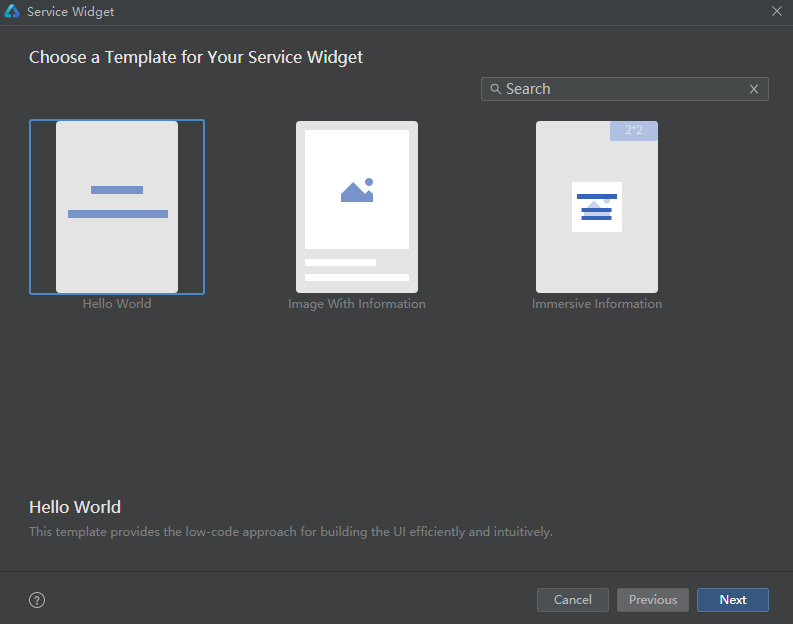 Service Widget
Choose a Template for Your Service Widget
Search
2*2
Hello World
Image With Information
Immersive Information
Hello World
This template provides the low-code approach for building the UI efficiently and intuitively.
?
Cancel
Previous
Next